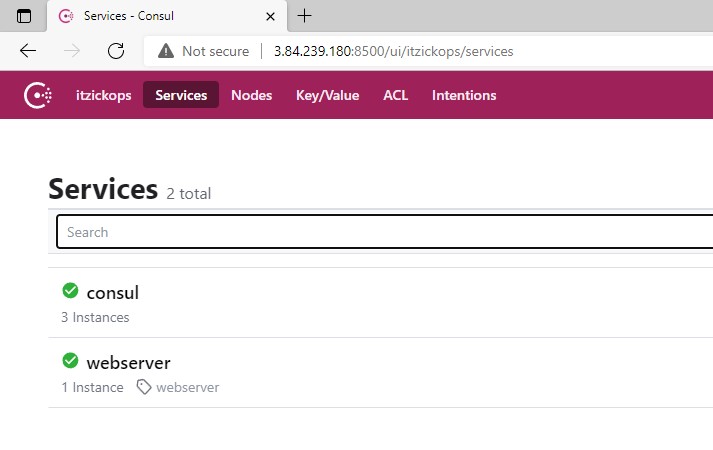 Services - Consul
Not secure 3.84.239.180:8500/ui/itzickops/services
itzickops Services Nodes Key/Value ACL Intentions
Services 2 total
Search
consul
3 Instances
webserver
1 Instance webserver